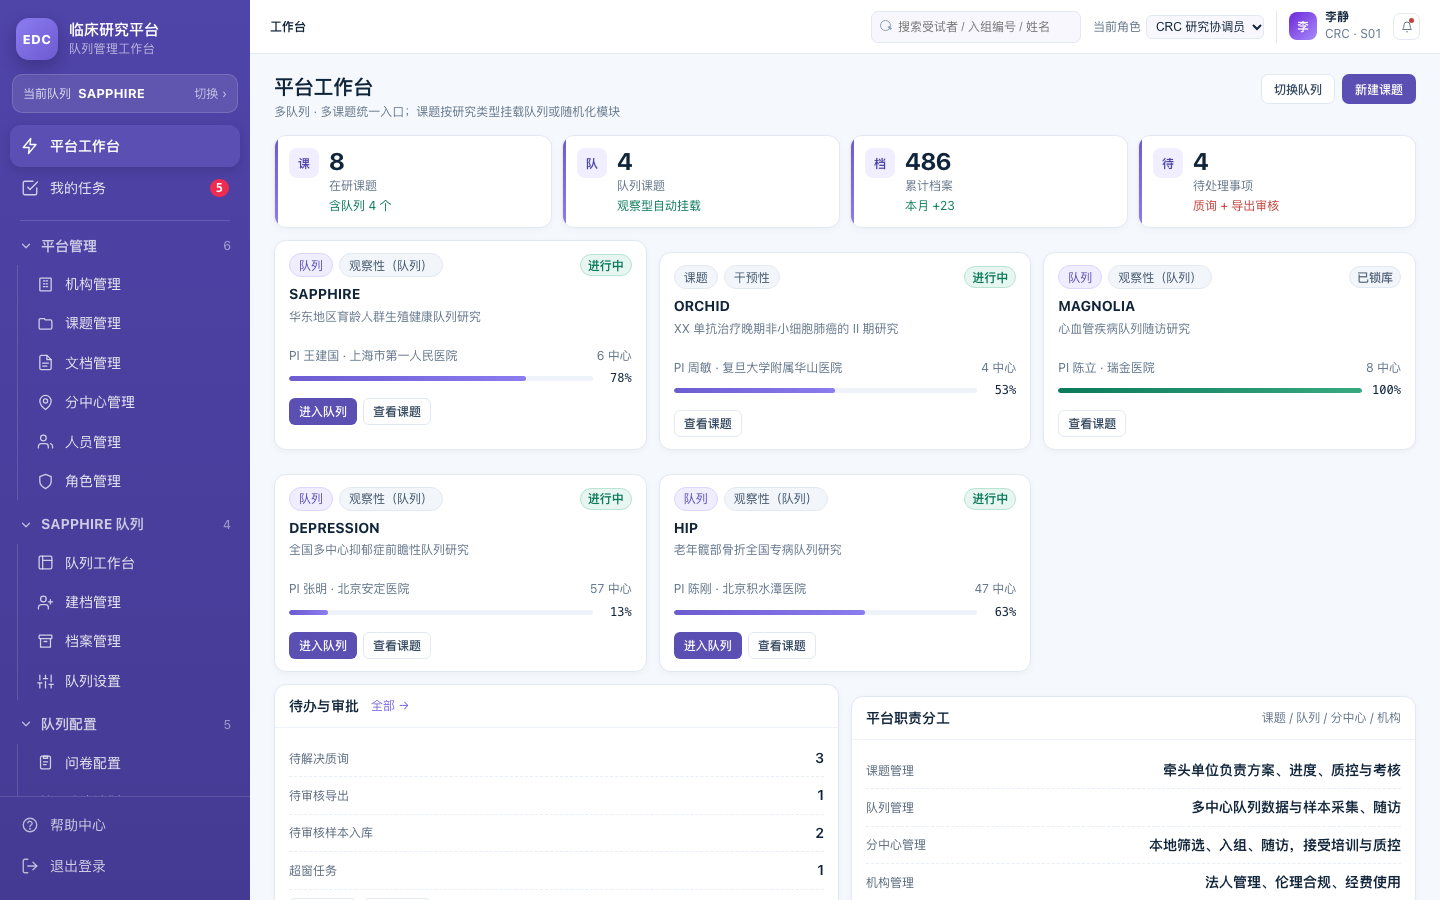 EDC
临床研究平台
队列管理工作台
当前队列 SAPPHIRE 切换 ›
平台工作台
我的任务 5
平台管理 6
机构管理
课题管理
文档管理
分中心管理
人员管理
角色管理
SAPPHIRE 队列 4
队列工作台
建档管理
档案管理
队列设置
队列配置 5
问卷配置
帮助中心
退出登录
工作台
搜索受试者 / 入组编号 / 姓名
当前角色 CRC 研究协调员
李
李静
CRC · S01
平台工作台
多队列 · 多课题统一入口；课题按研究类型挂载队列或随机化模块
切换队列 新建课题
课 8
在研课题
含队列 4 个
队 4
队列课题
观察型自动挂载
档 486
累计档案
本月 +23
待 4
待处理事项
质询 + 导出审核
队列 观察性（队列） 进行中
SAPPHIRE
华东地区育龄人群生殖健康队列研究
PI 王建国 · 上海市第一人民医院 6 中心
78%
进入队列 查看课题
课题 干预性 进行中
ORCHID
XX 单抗治疗晚期非小细胞肺癌的 II 期研究
PI 周敏 · 复旦大学附属华山医院 4 中心
53%
查看课题
队列 观察性（队列） 已锁库
MAGNOLIA
心血管疾病队列随访研究
PI 陈立 · 瑞金医院 8 中心
100%
查看课题
队列 观察性（队列） 进行中
DEPRESSION
全国多中心抑郁症前瞻性队列研究
PI 张明 · 北京安定医院 57 中心
13%
进入队列 查看课题
队列 观察性（队列） 进行中
HIP
老年髋部骨折全国专病队列研究
PI 陈刚 · 北京积水潭医院 47 中心
63%
进入队列 查看课题
待办与审批 全部 →
待解决质询 3
待审核导出 1
待审核样本入库 2
超窗任务 1
平台职责分工 课题 / 队列 / 分中心 / 机构
课题管理 牵头单位负责方案、进度、质控与考核
队列管理 多中心队列数据与样本采集、随访
分中心管理 本地筛选、入组、随访，接受培训与质控
机构管理 法人管理、伦理合规、经费使用